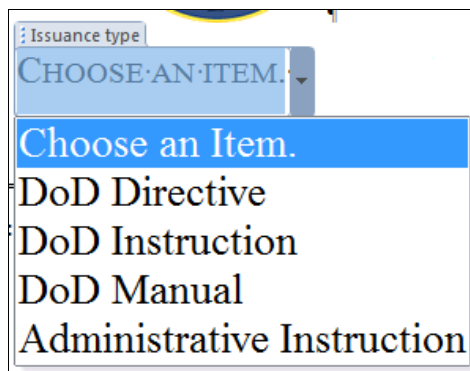 Issuance type
CHOOSE·AN·ITEM.
Choose an Item.
DoD Directive
DoD Instruction
DoD Manual
Administrative Instruction